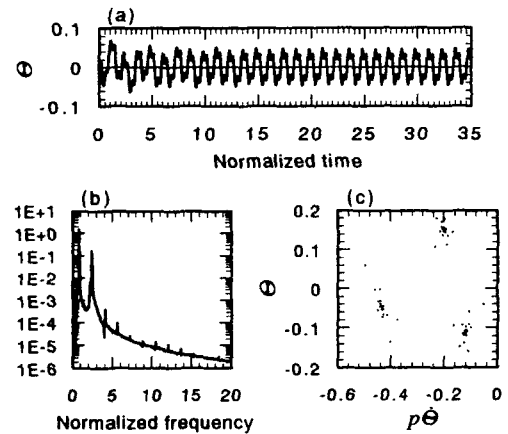 (a)
0.1
Θ 0
-0.1
0 5 10 15 20 25 30 35
Normalized time
(b)
1E+1
1E+0
1E-1
1E-2
1E-3
1E-4
1E-5
1E-6
0 5 10 15 20
Normalized frequency
(c)
0.2
0.1
Θ 0
-0.1
-0.2
-0.6 -0.4 -0.2 0
pΘ̇